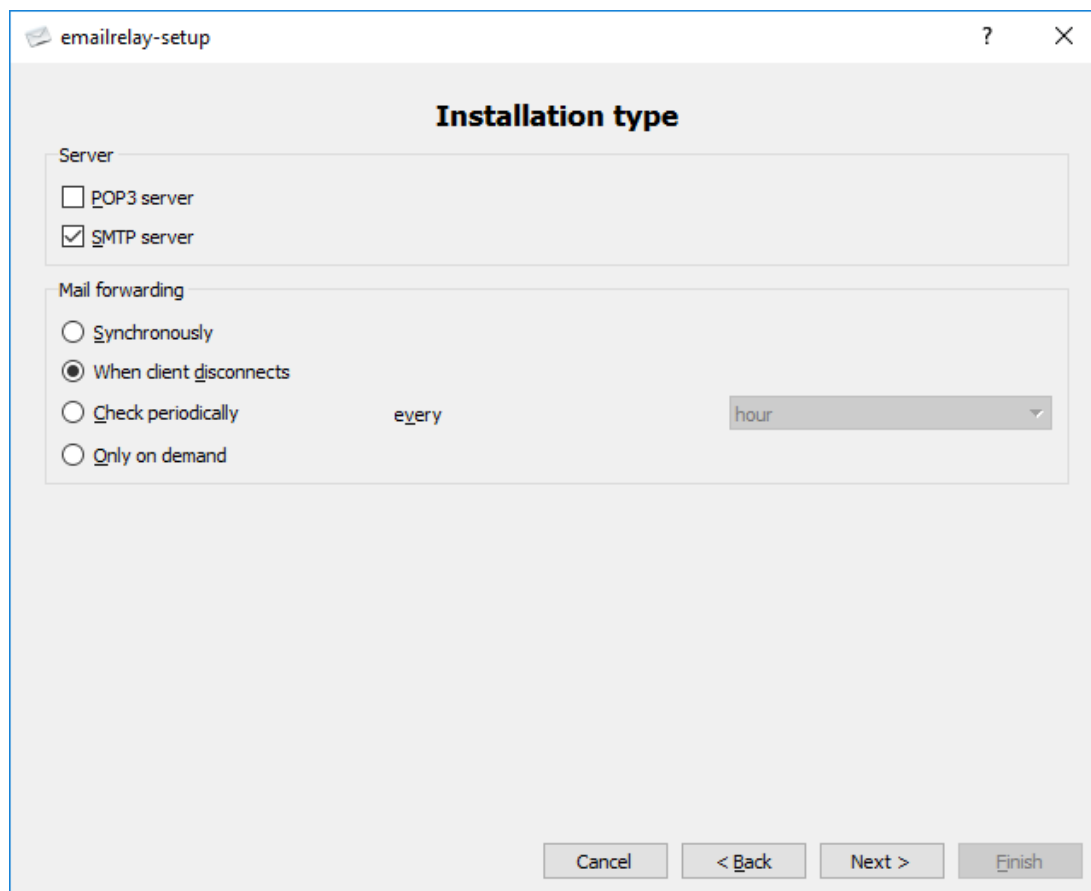 emailrelay-setup ?
Installation type
Server
POP3 server
SMTP server
Mail forwarding
Synchronously
When client disconnects
Check periodically every hour
Only on demand
Cancel < Back Next > Finish